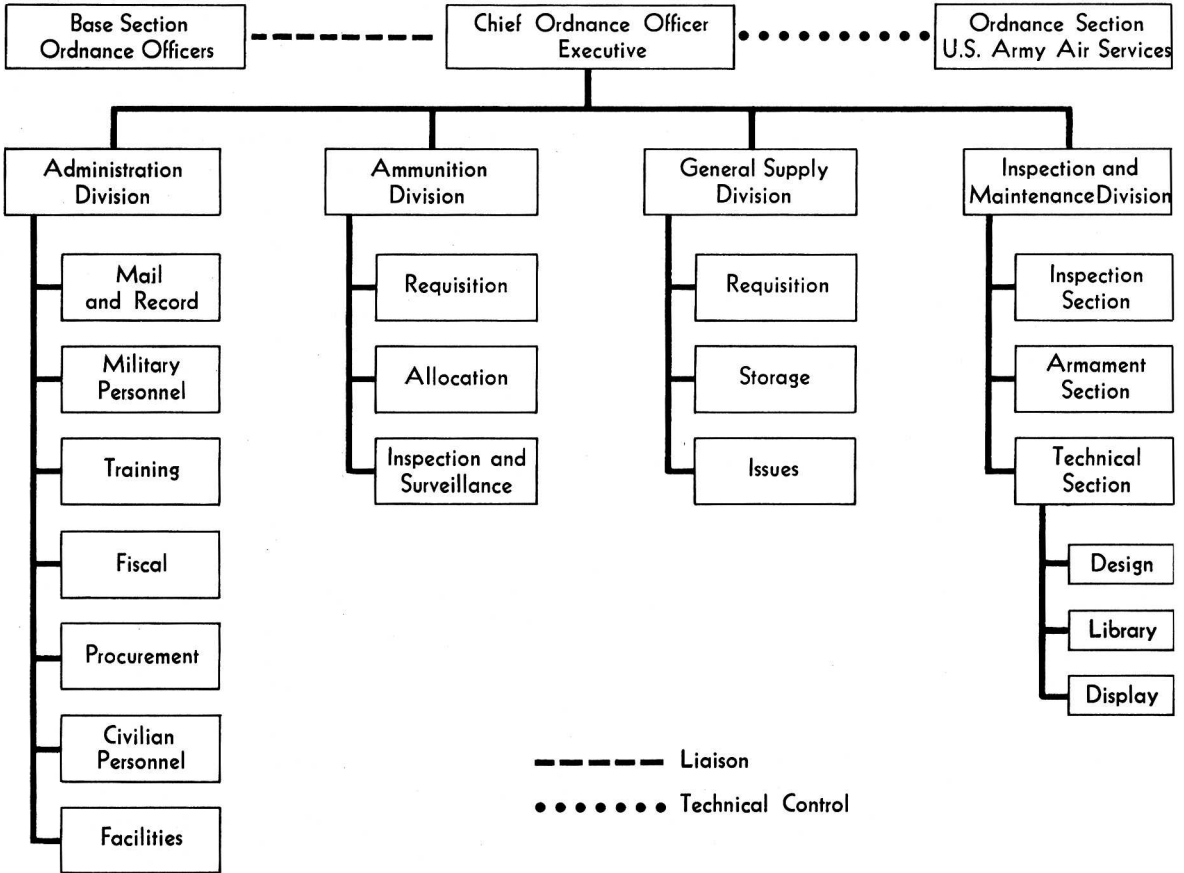 Base Section
Ordnance Officers
Chief Ordnance Officer
Executive
Ordnance Section
U.S. Army Air Services
Administration
Division
Ammunition
Division
General Supply
Division
Inspection and
Maintenance Division
Mail
and Record
Military
Personnel
Training
Fiscal
Procurement
Civilian
Personnel
Facilities
Requisition
Allocation
Inspection and
Surveillance
Requisition
Storage
Issues
Inspection
Section
Armament
Section
Technical
Section
Design
Library
Display
Liaison
Technical Control